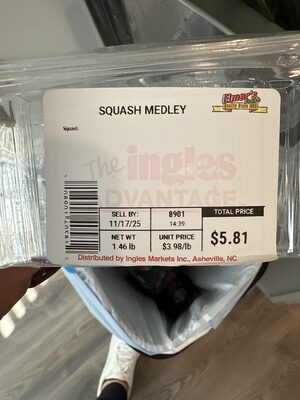 Elmer's
SQUASH MEDLEY
Squash
The ingles
ADVANTAGE
SELL BY:
11/17/25
8901
14:39
TOTAL PRICE
NET WT
1.46 lb
UNIT PRICE
$3.98/lb
$5.81
Distributed by Ingles Markets Inc., Asheville, NC